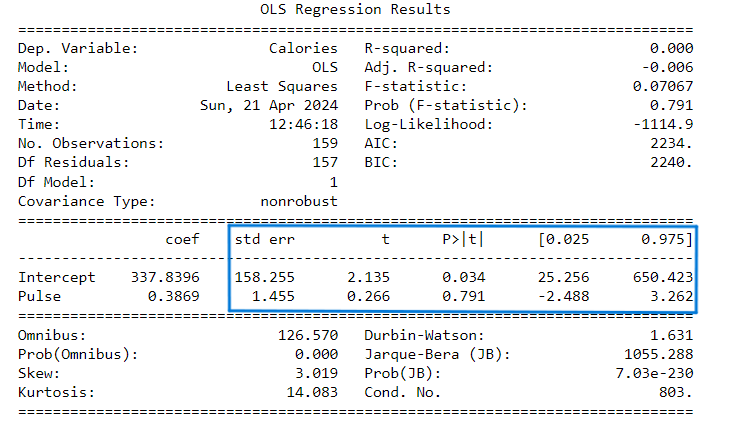 OLS Regression Results
==============================================================================
Dep. Variable: Calories R-squared: 0.000
Model: OLS Adj. R-squared: -0.006
Method: Least Squares F-statistic: 0.07067
Date: Sun, 21 Apr 2024 Prob (F-statistic): 0.791
Time: 12:46:18 Log-Likelihood: -1114.9
No. Observations: 159 AIC: 2234.
Df Residuals: 157 BIC: 2240.
Df Model: 1
Covariance Type: nonrobust
==============================================================================
coef std err t P>|t| [0.025 0.975]
------------------------------------------------------------------------------
Intercept 337.8396 158.255 2.135 0.034 25.256 650.423
Pulse 0.3869 1.455 0.266 0.791 -2.488 3.262
==============================================================================
Omnibus: 126.570 Durbin-Watson: 1.631
Prob(Omnibus): 0.000 Jarque-Bera (JB): 1055.288
Skew: 3.019 Prob(JB): 7.03e-230
Kurtosis: 14.083 Cond. No. 803.
==============================================================================